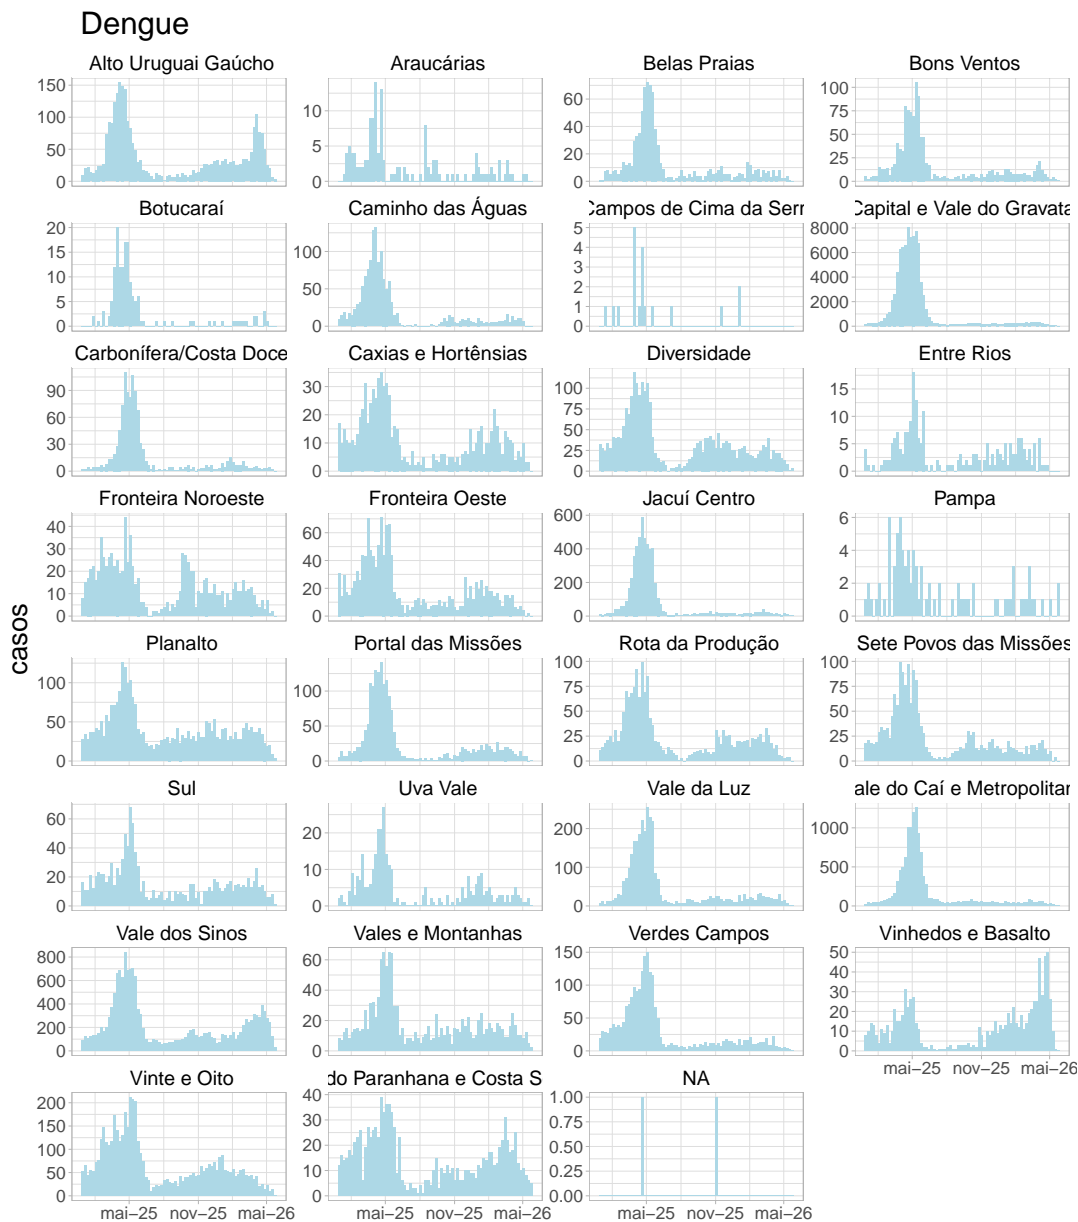 Dengue
Alto Uruguai Gaúcho Araucárias Belas Praias Bons Ventos
150 100 50 0
10 5 0
60 40 20 0
100 75 50 25 0
Botucaraí Caminho das Águas Campos de Cima da Serr Capital e Vale do Gravata
20 15 10 5 0
100 50 0
5 4 3 2 1 0
8000 6000 4000 2000 0
Carbonífera/Costa Doce Caxias e Hortênsias Diversidade Entre Rios
90 60 30 0
30 20 10 0
100 75 50 25 0
15 10 5 0
Fronteira Noroeste Fronteira Oeste Jacuí Centro Pampa
40 30 20 10 0
60 40 20 0
600 400 200 0
6 4 2 0
casos
Planalto Portal das Missões Rota da Produção Sete Povos das Missões
100 50 0
100 50 0
100 75 50 25 0
100 75 50 25 0
Sul Uva Vale Vale da Luz ale do Caí e Metropolitan
60 40 20 0
20 10 0
200 100 0
1000 500 0
Vale dos Sinos Vales e Montanhas Verdes Campos Vinhedos e Basalto
800 600 400 200 0
60 40 20 0
150 100 50 0
50 40 30 20 10 0
mai−25 nov−25 mai−26
Vinte e Oito do Paranhana e Costa S NA
200 150 100 50 0
40 30 20 10 0
1.00 0.75 0.50 0.25 0.00
mai−25 nov−25 mai−26 mai−25 nov−25 mai−26 mai−25 nov−25 mai−26